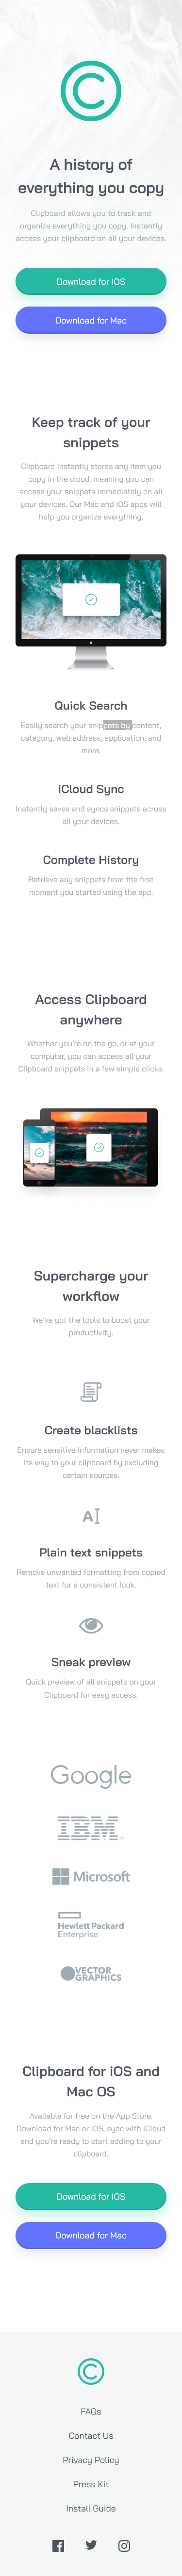 A history of
everything you copy
Clipboard allows you to track and
organize everything you copy. Instantly
access your clipboard on all your devices.
Download for iOS
Download for Mac
Keep track of your
snippets
Clipboard instantly stores any item you
copy in the cloud, meaning you can
access your snippets immediately on all
your devices. Our Mac and iOS apps will
help you organize everything.
Quick Search
Easily search your snippets by content,
category, web address, application, and
more.
iCloud Sync
Instantly saves and syncs snippets across
all your devices.
Complete History
Retrieve any snippets from the first
moment you started using the app.
Access Clipboard
anywhere
Whether you're on the go, or at your
computer, you can access all your
Clipboard snippets in a few simple clicks.
Supercharge your
workflow
We've got the tools to boost your
productivity.
Create blacklists
Ensure sensitive information never makes
its way to your clipboard by excluding
certain sources.
A
Plain text snippets
Remove unwanted formatting from copied
text for a consistent look.
Sneak preview
Quick preview of all snippets on your
Clipboard for easy access.
Google
IBM
Microsoft
Hewlett Packard
Enterprise
VECTOR
GRAPHICS
Clipboard for iOS and
Mac OS
Available for free on the App Store.
Download for Mac or iOS, sync with iCloud
and you're ready to start adding to your
clipboard.
Download for iOS
Download for Mac
FAQs
Contact Us
Privacy Policy
Press Kit
Install Guide